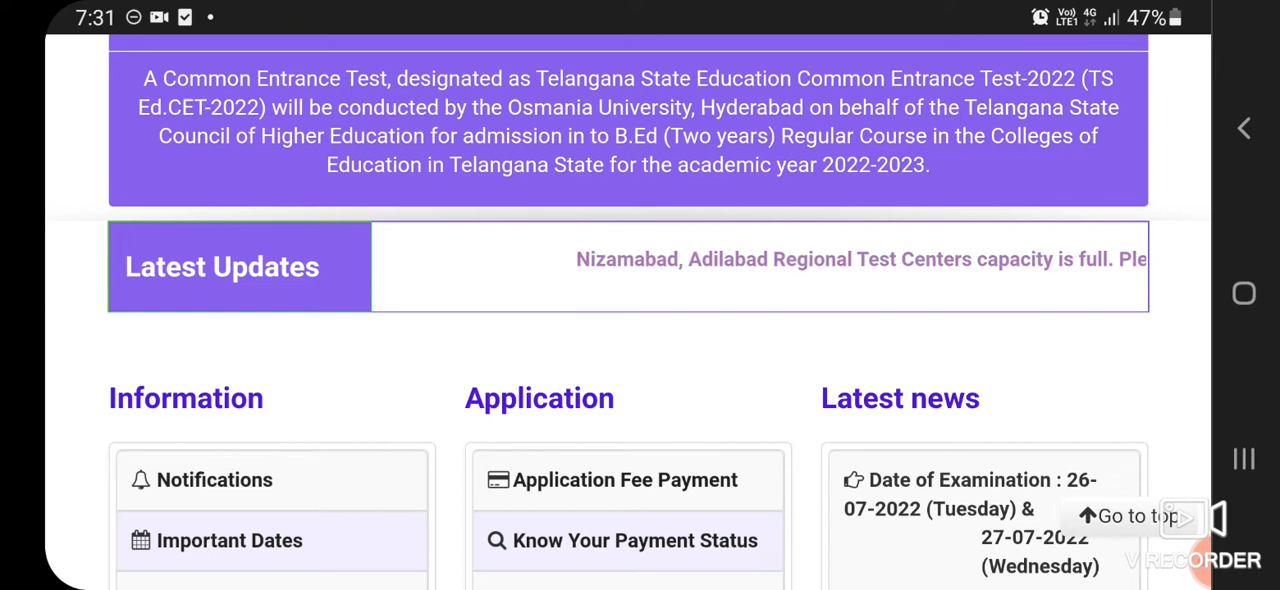 7:31
Vo)) 4G
LTE1
47%
A Common Entrance Test, designated as Telangana State Education Common Entrance Test-2022 (TS
Ed.CET-2022) will be conducted by the Osmania University, Hyderabad on behalf of the Telangana State
Council of Higher Education for admission in to B.Ed (Two years) Regular Course in the Colleges of
Education in Telangana State for the academic year 2022-2023.
Latest Updates
Nizamabad, Adilabad Regional Test Centers capacity is full. Ple
Information
Application
Latest news
Notifications
Application Fee Payment
Date of Examination : 26-
07-2022 (Tuesday) &
Go to top
Important Dates
Know Your Payment Status
27-07-2022
(Wednesday)
V RECORDER